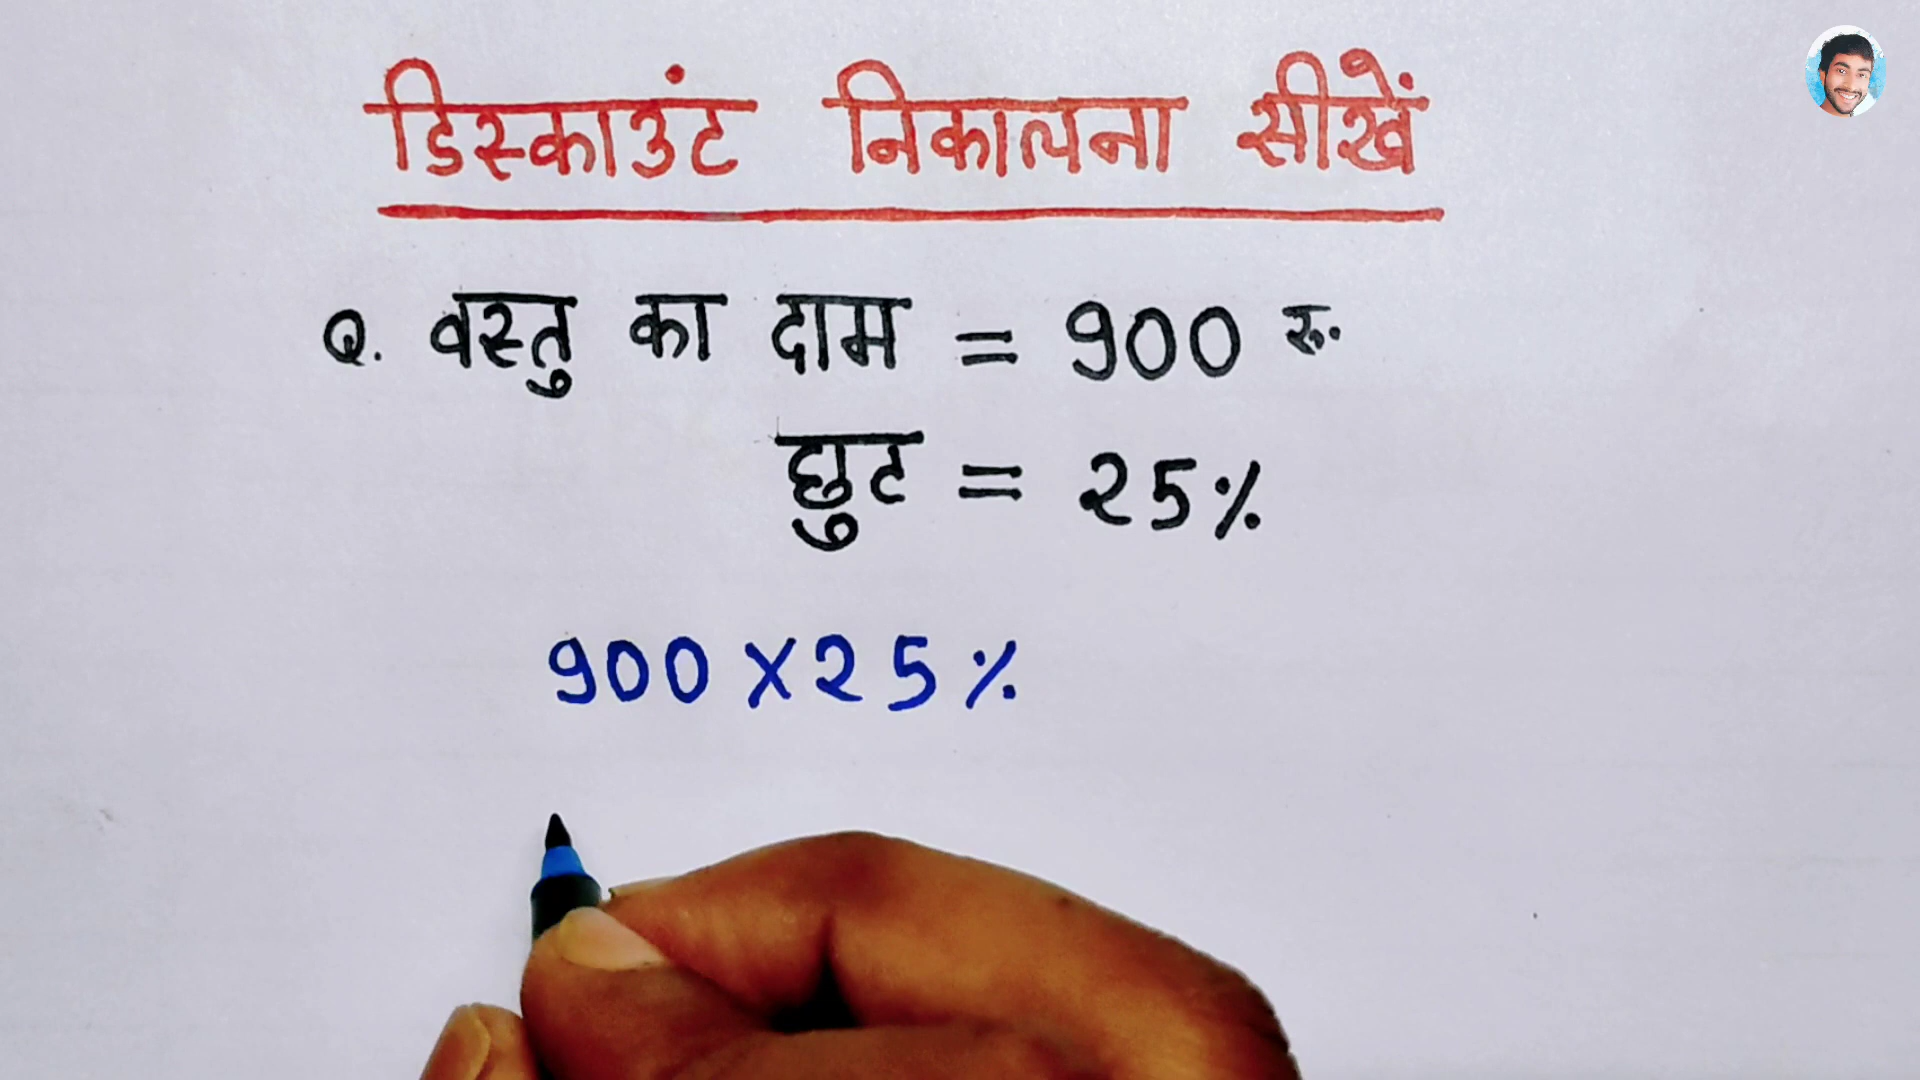 डिस्काउंट निकालना सीखें
Q. वस्तु का दाम = 900 रु.
छुट = 25%
900 × 25%